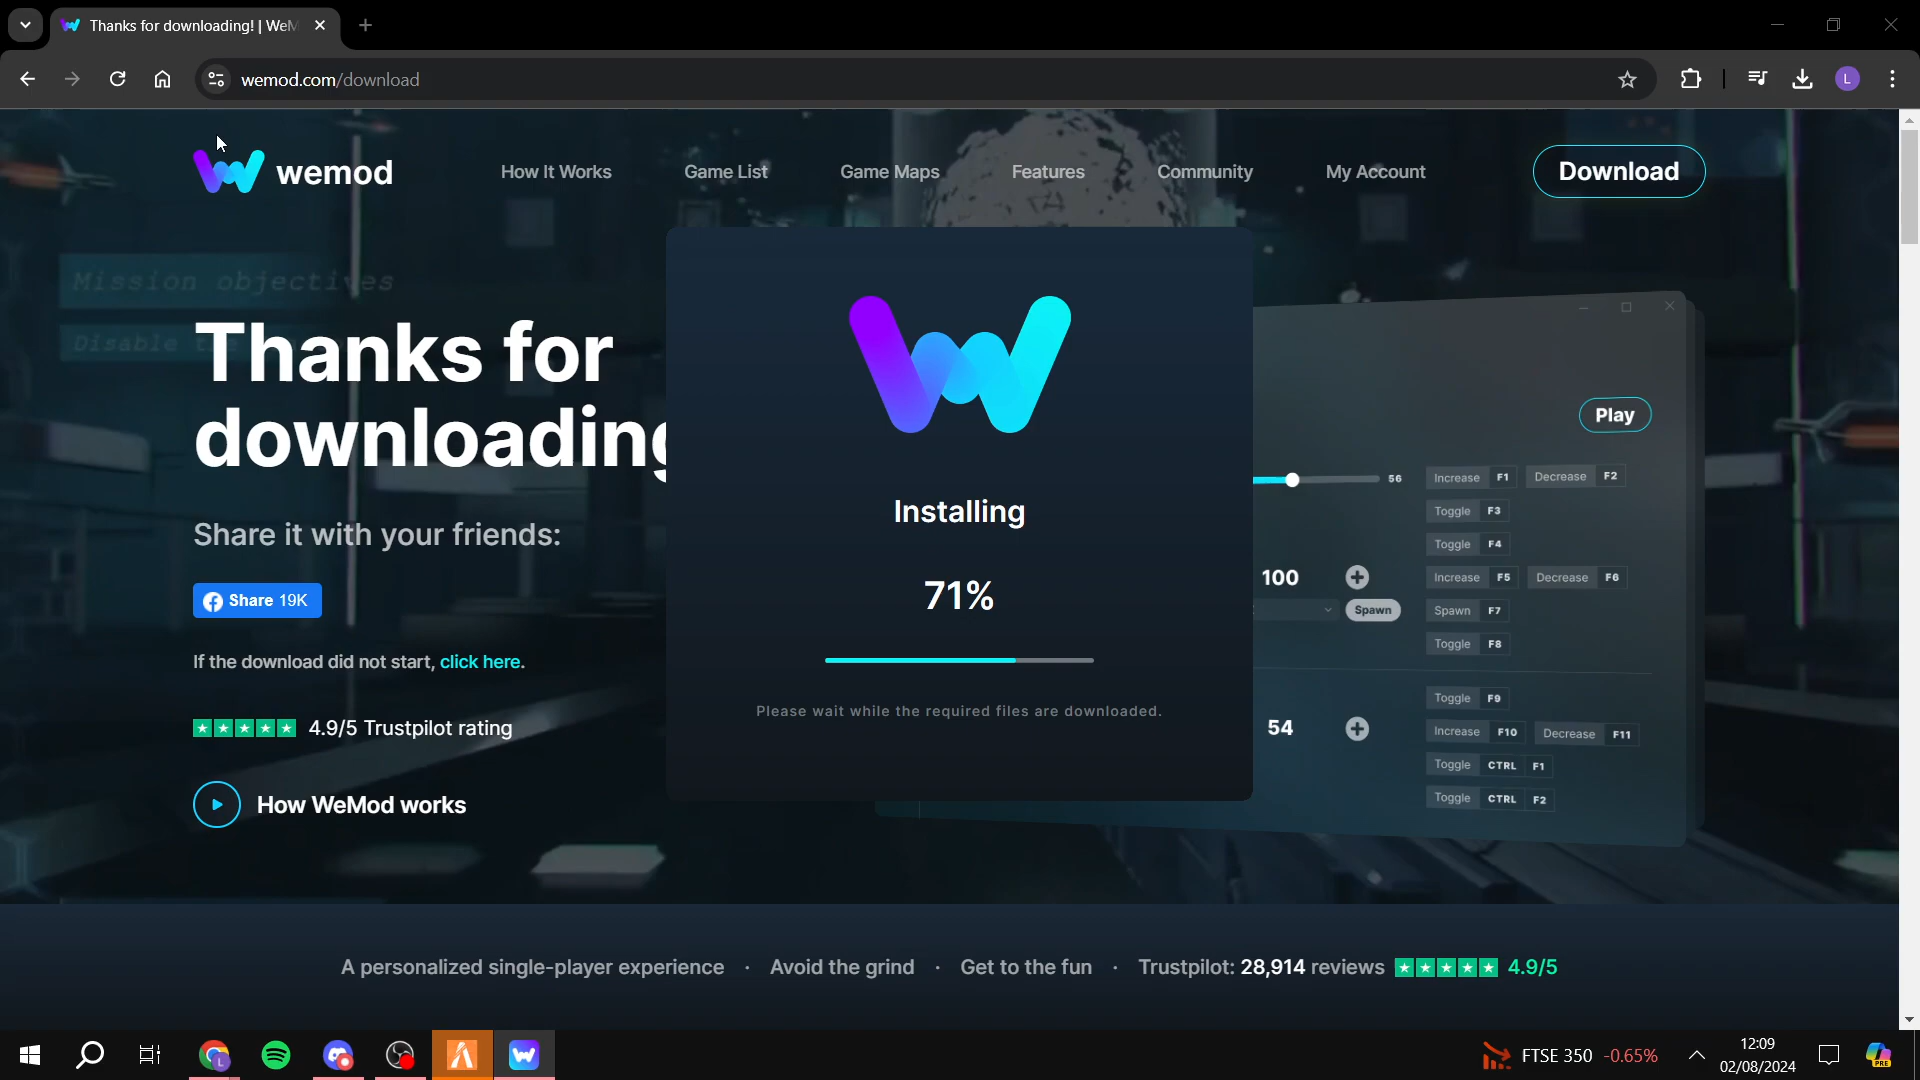 Thanks for downloading! | WeM
wemod.com/download
L
wemod
How It Works
Game List
Game Maps
Features
Community
My Account
Download
Mission objectives
Disable
Thanks for
downloading
Share it with your friends:
Share 19K
If the download did not start, click here.
4.9/5 Trustpilot rating
How WeMod works
Installing
71%
Please wait while the required files are downloaded.
Play
56
Increase F1 Decrease F2
Toggle F3
Toggle F4
100
Increase F5 Decrease F6
Spawn
Spawn F7
Toggle F8
Toggle F9
54
Increase F10 Decrease F11
Toggle CTRL F1
Toggle CTRL F2
A personalized single-player experience · Avoid the grind · Get to the fun · Trustpilot: 28,914 reviews 4.9/5
L
FTSE 350 -0.65%
12:09
02/08/2024
PRE